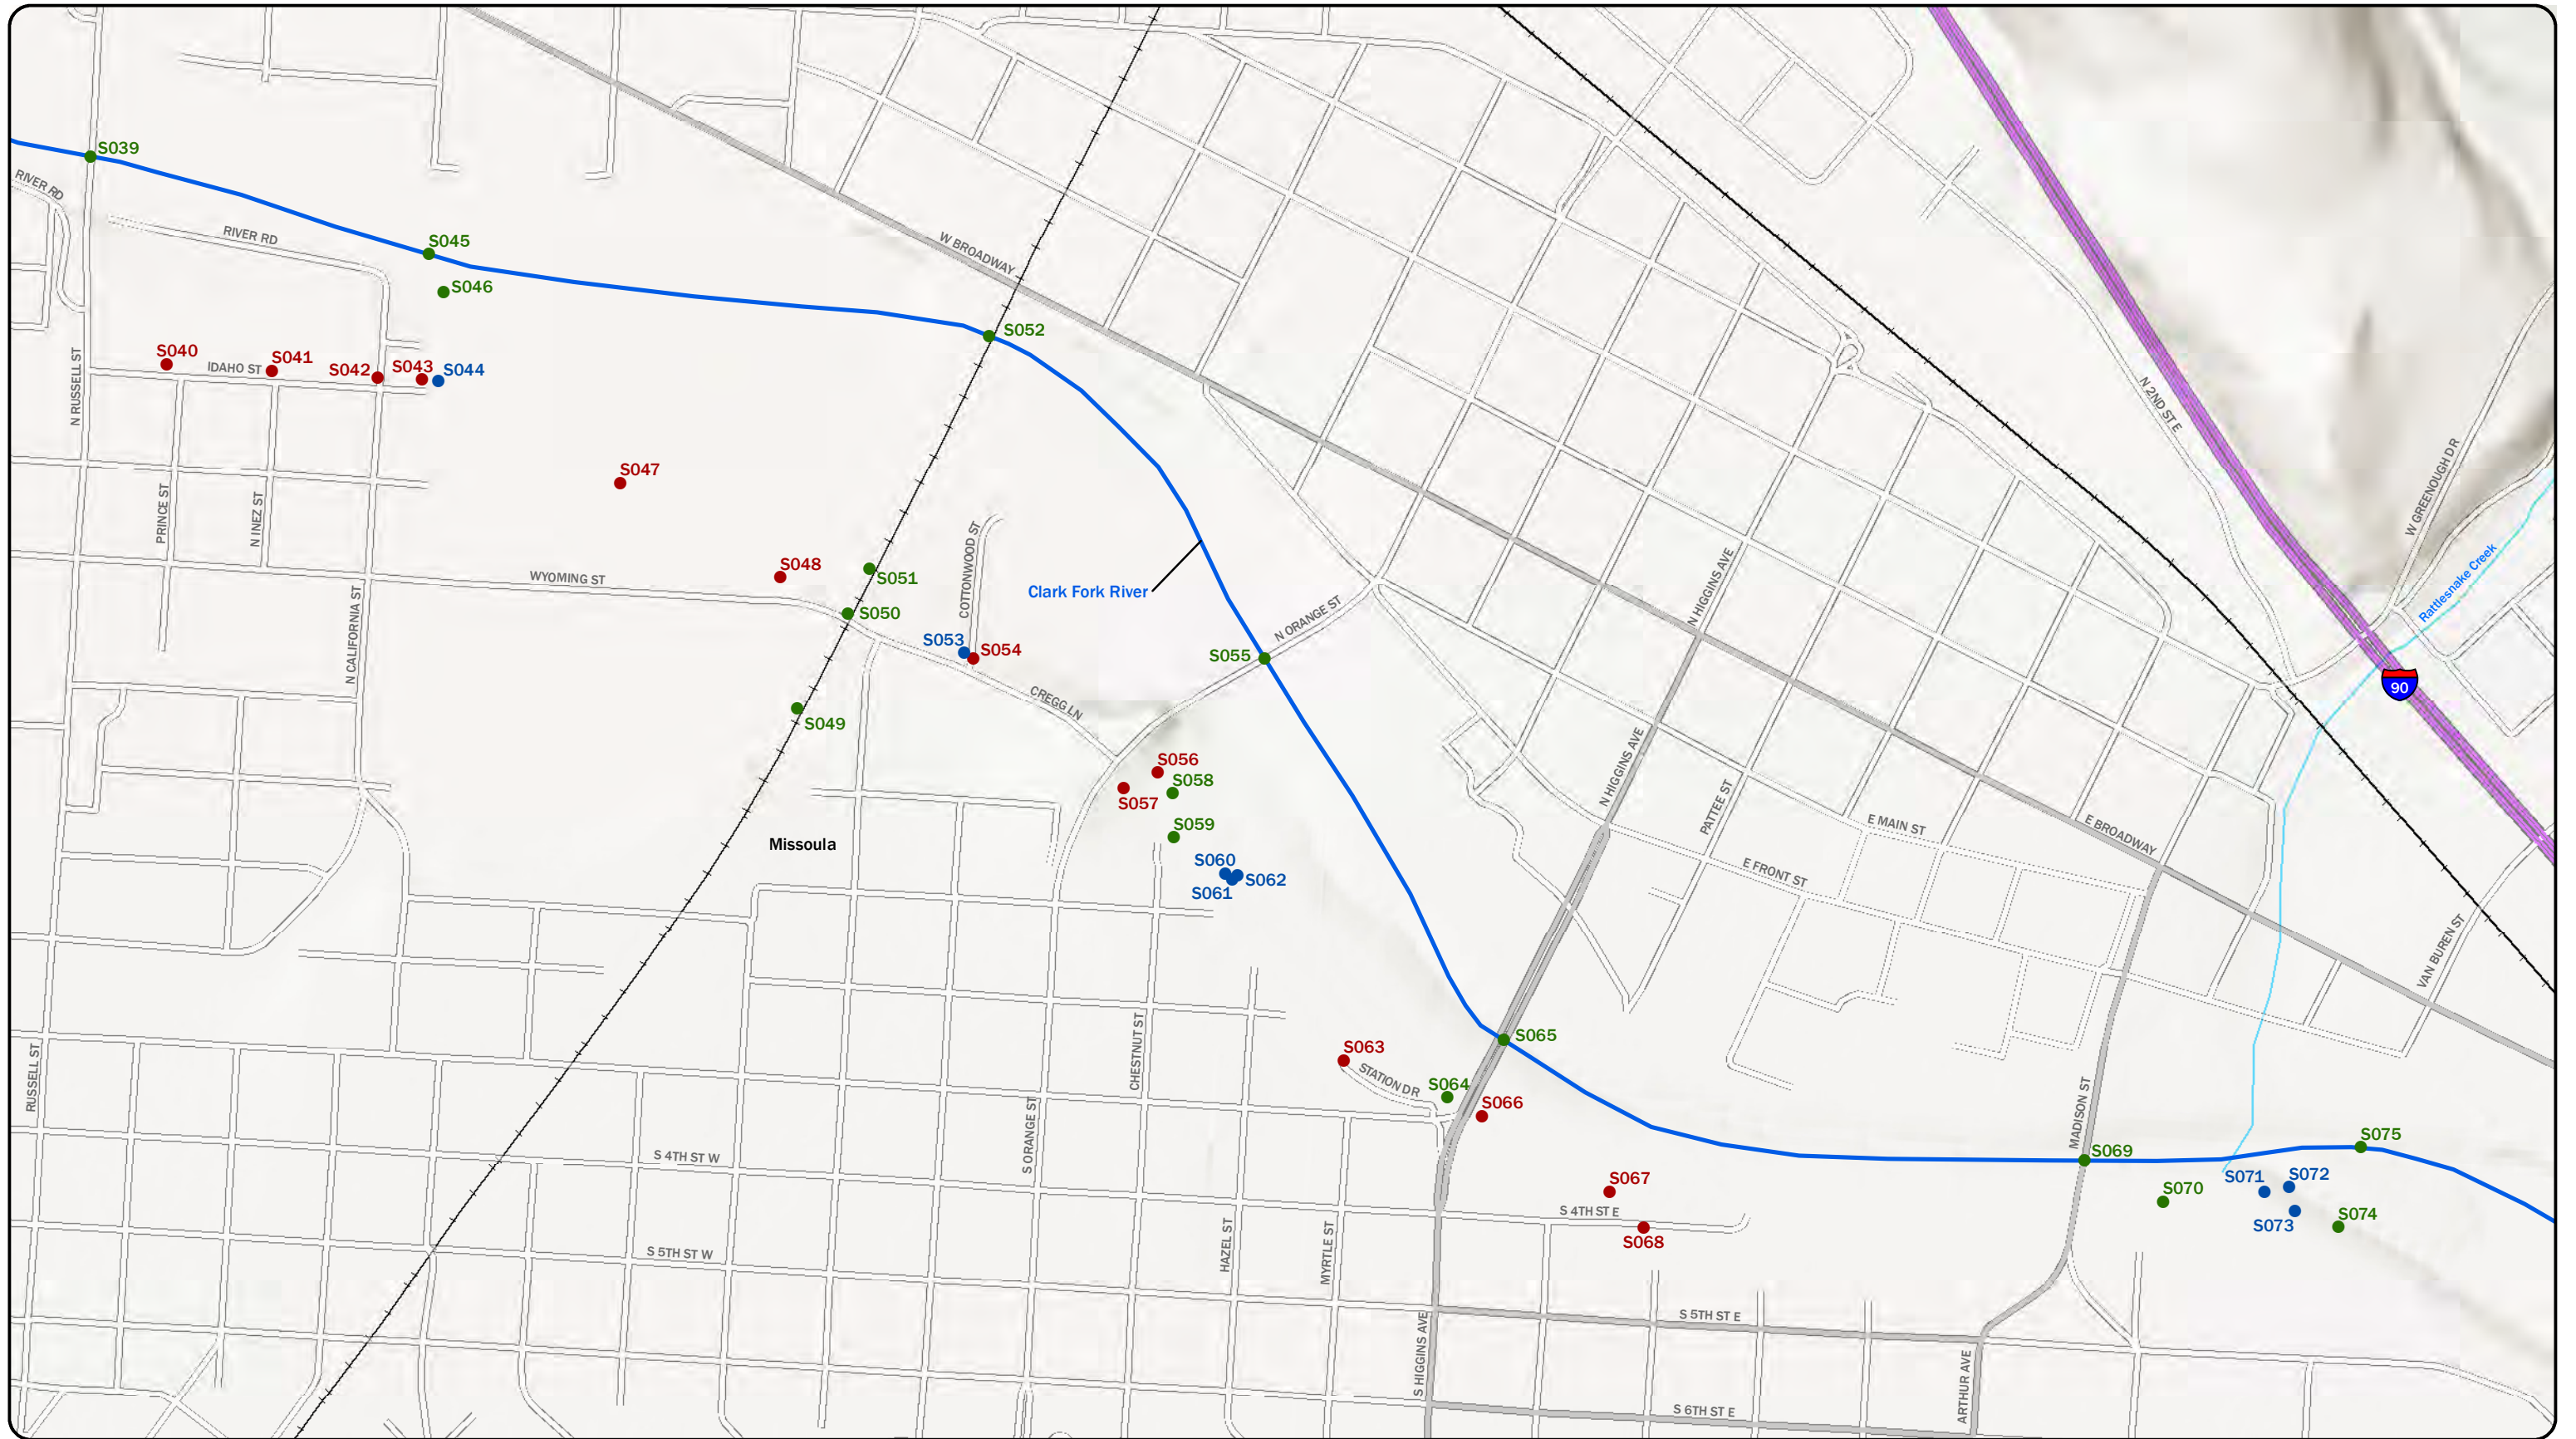 S039
RIVER RD
RIVER RD
S045
S046
W BROADWAY
S052
S040
IDAHO ST
S041
S042
S043
S044
N RUSSELL ST
N 2ND ST E
W GREENOUGH DR
S047
PRINCE ST
N INEZ ST
WYOMING ST
S048
S051
S050
COTTONWOOD ST
Clark Fork River
N ORANGE ST
N HIGGINS AVE
Rattlesnake Creek
N CALIFORNIA ST
S053
S054
S055
CREGG LN
S049
90
S056
S058
S057
S059
N HIGGINS AVE
PATTEE ST
E MAIN ST
E BROADWAY
Missoula
S060
S062
S061
E FRONT ST
VAN BUREN ST
RUSSELL ST
CHESTNUT ST
S063
STATION DR
S064
S065
S066
S ORANGE ST
MADISON ST
S069
S075
S 4TH ST W
S067
S070
S071
S072
S073
S074
S 4TH ST E
S068
S 5TH ST W
HAZEL ST
MYRTLE ST
S 5TH ST E
S HIGGINS AVE
ARTHUR AVE
S 6TH ST E